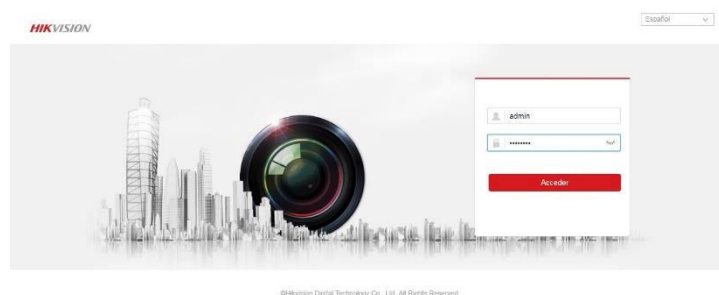 Español
HIKVISION
admin
••••••••
Acceder
©Hikvision Digital Technology Co., Ltd. All Rights Reserved.